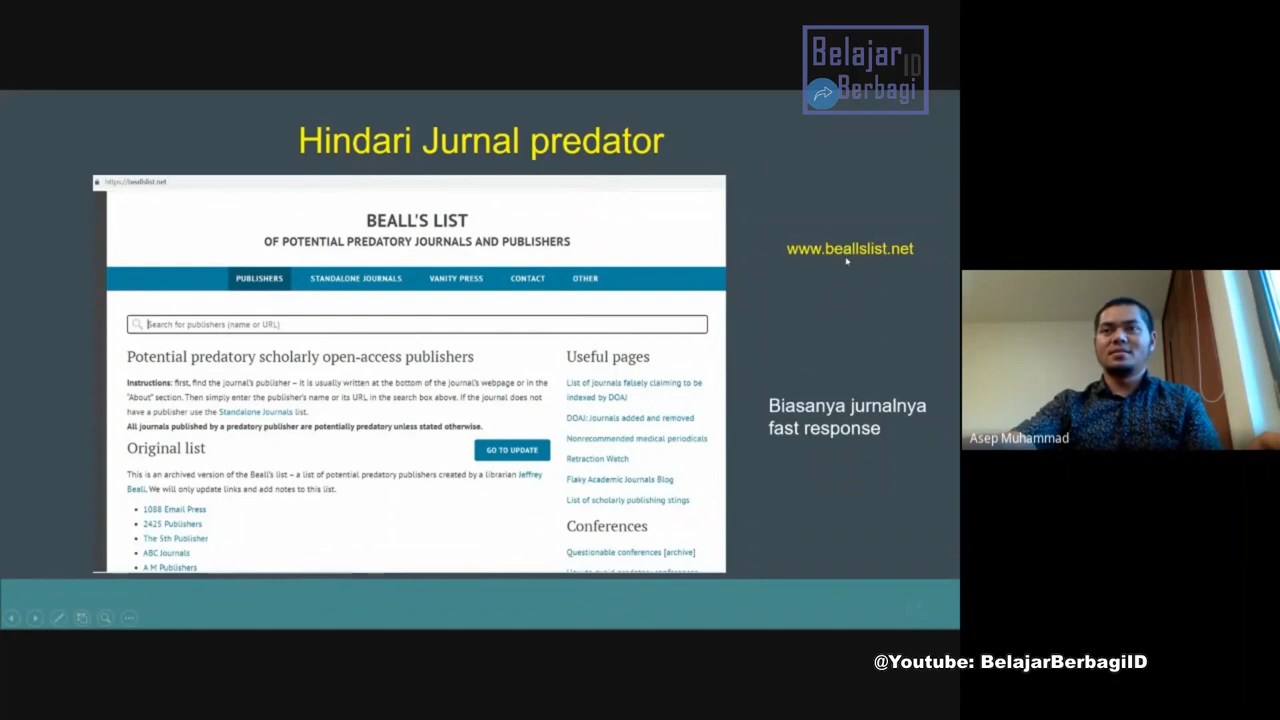 Belajar ID
Berbagi
Hindari Jurnal predator
https://beallslist.net
BEALL'S LIST
OF POTENTIAL PREDATORY JOURNALS AND PUBLISHERS
PUBLISHERS STANDALONE JOURNALS VANITY PRESS CONTACT OTHER
Search for publishers (name or URL)
Potential predatory scholarly open-access publishers
Instructions: first, find the journal's publisher – it is usually written at the bottom of the journal's webpage or in the
"About" section. Then simply enter the publisher's name or its URL in the search box above. If the journal does not
have a publisher use the Standalone Journals list.
All journals published by a predatory publisher are potentially predatory unless stated otherwise.
Original list
GO TO UPDATE
This is an archived version of the Beall's list – a list of potential predatory publishers created by a librarian Jeffrey
Beall. We will only update links and add notes to this list.
• 1088 Email Press
• 2425 Publishers
• The 5th Publisher
• ABC Journals
• A M Publishers
Useful pages
List of journals falsely claiming to be
indexed by DOAJ
DOAJ: Journals added and removed
Nonrecommended medical periodicals
Retraction Watch
Flaky Academic Journals Blog
List of scholarly publishing stings
Conferences
Questionable conferences [archive]
How to avoid predatory conferences
www.beallslist.net
Biasanya jurnalnya
fast response
Asep Muhammad
@Youtube: BelajarBerbagiID